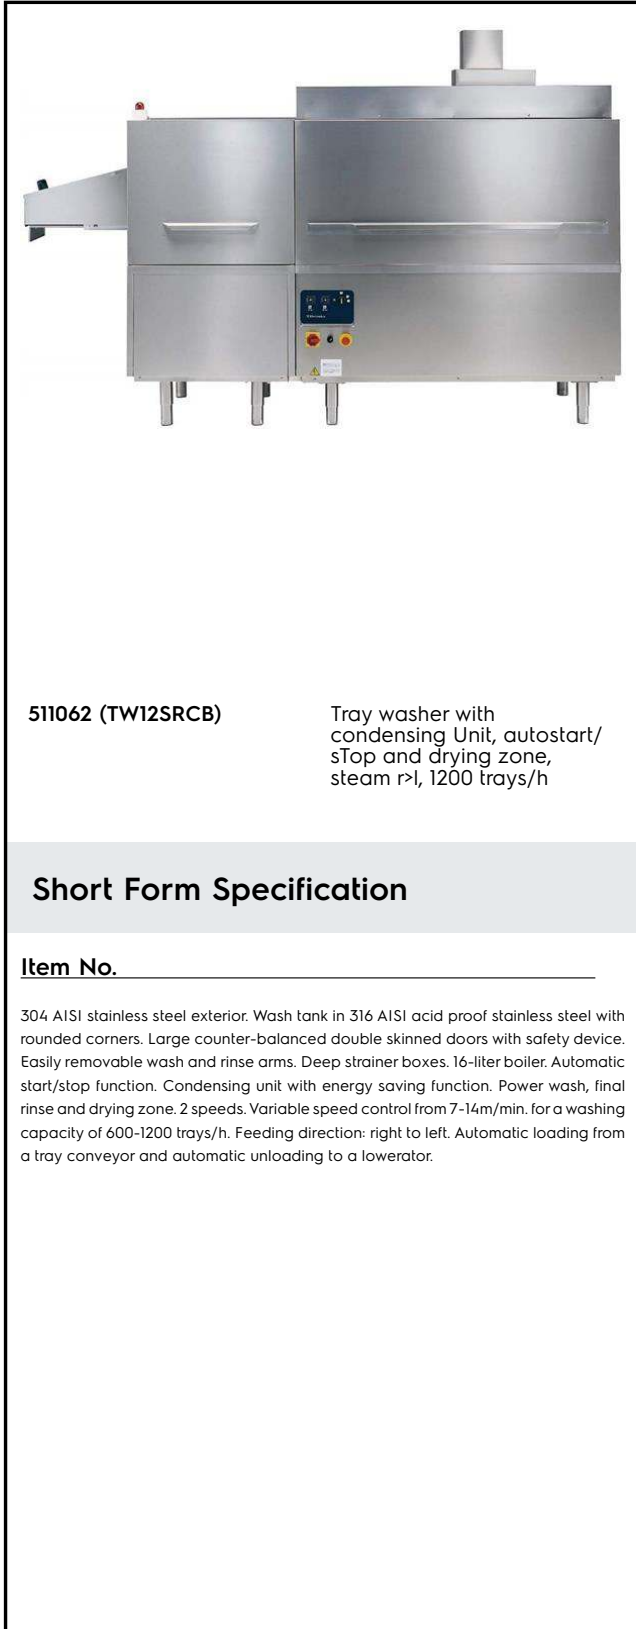 511062 (TW12SRCB)
Tray washer with
condensing Unit, autostart/
sTop and drying zone,
steam r>l, 1200 trays/h
Short Form Specification
Item No.
304 AISI stainless steel exterior. Wash tank in 316 AISI acid proof stainless steel with
rounded corners. Large counter-balanced double skinned doors with safety device.
Easily removable wash and rinse arms. Deep strainer boxes. 16-liter boiler. Automatic
start/stop function. Condensing unit with energy saving function. Power wash, final
rinse and drying zone. 2 speeds. Variable speed control from 7-14m/min. for a washing
capacity of 600-1200 trays/h. Feeding direction: right to left. Automatic loading from
a tray conveyor and automatic unloading to a lowerator.